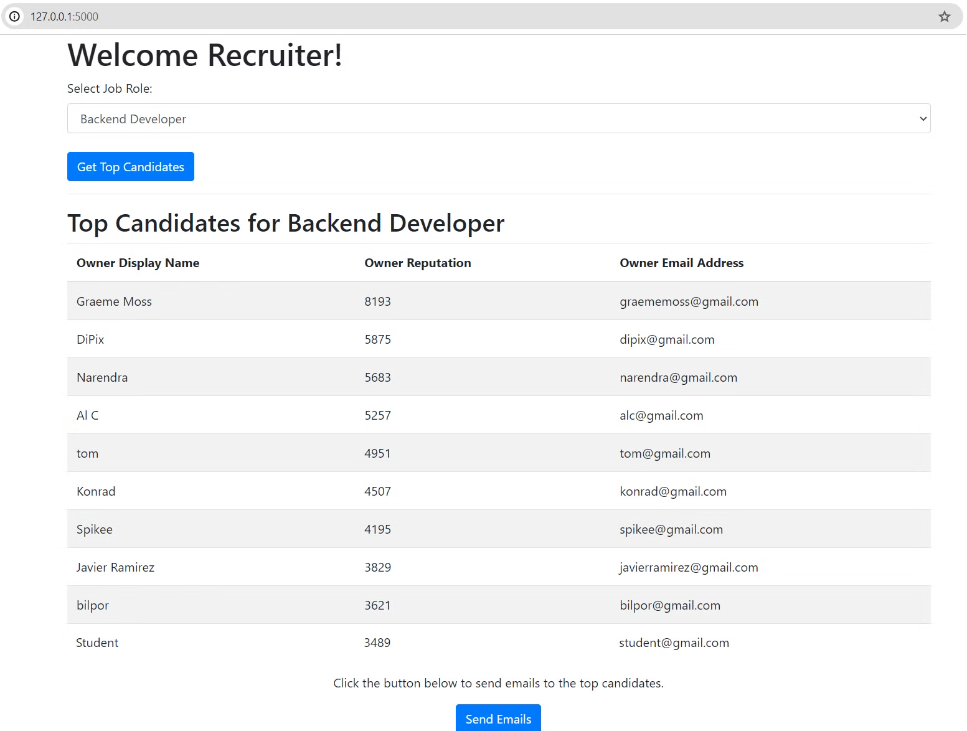 127.0.0.1:5000
Welcome Recruiter!
Select Job Role:
Backend Developer
Get Top Candidates
Top Candidates for Backend Developer
Owner Display Name Owner Reputation Owner Email Address
Graeme Moss 8193 graememoss@gmail.com
DiPix 5875 dipix@gmail.com
Narendra 5683 narendra@gmail.com
Al C 5257 alc@gmail.com
tom 4951 tom@gmail.com
Konrad 4507 konrad@gmail.com
Spikee 4195 spikee@gmail.com
Javier Ramirez 3829 javierramirez@gmail.com
bilpor 3621 bilpor@gmail.com
Student 3489 student@gmail.com
Click the button below to send emails to the top candidates.
Send Emails